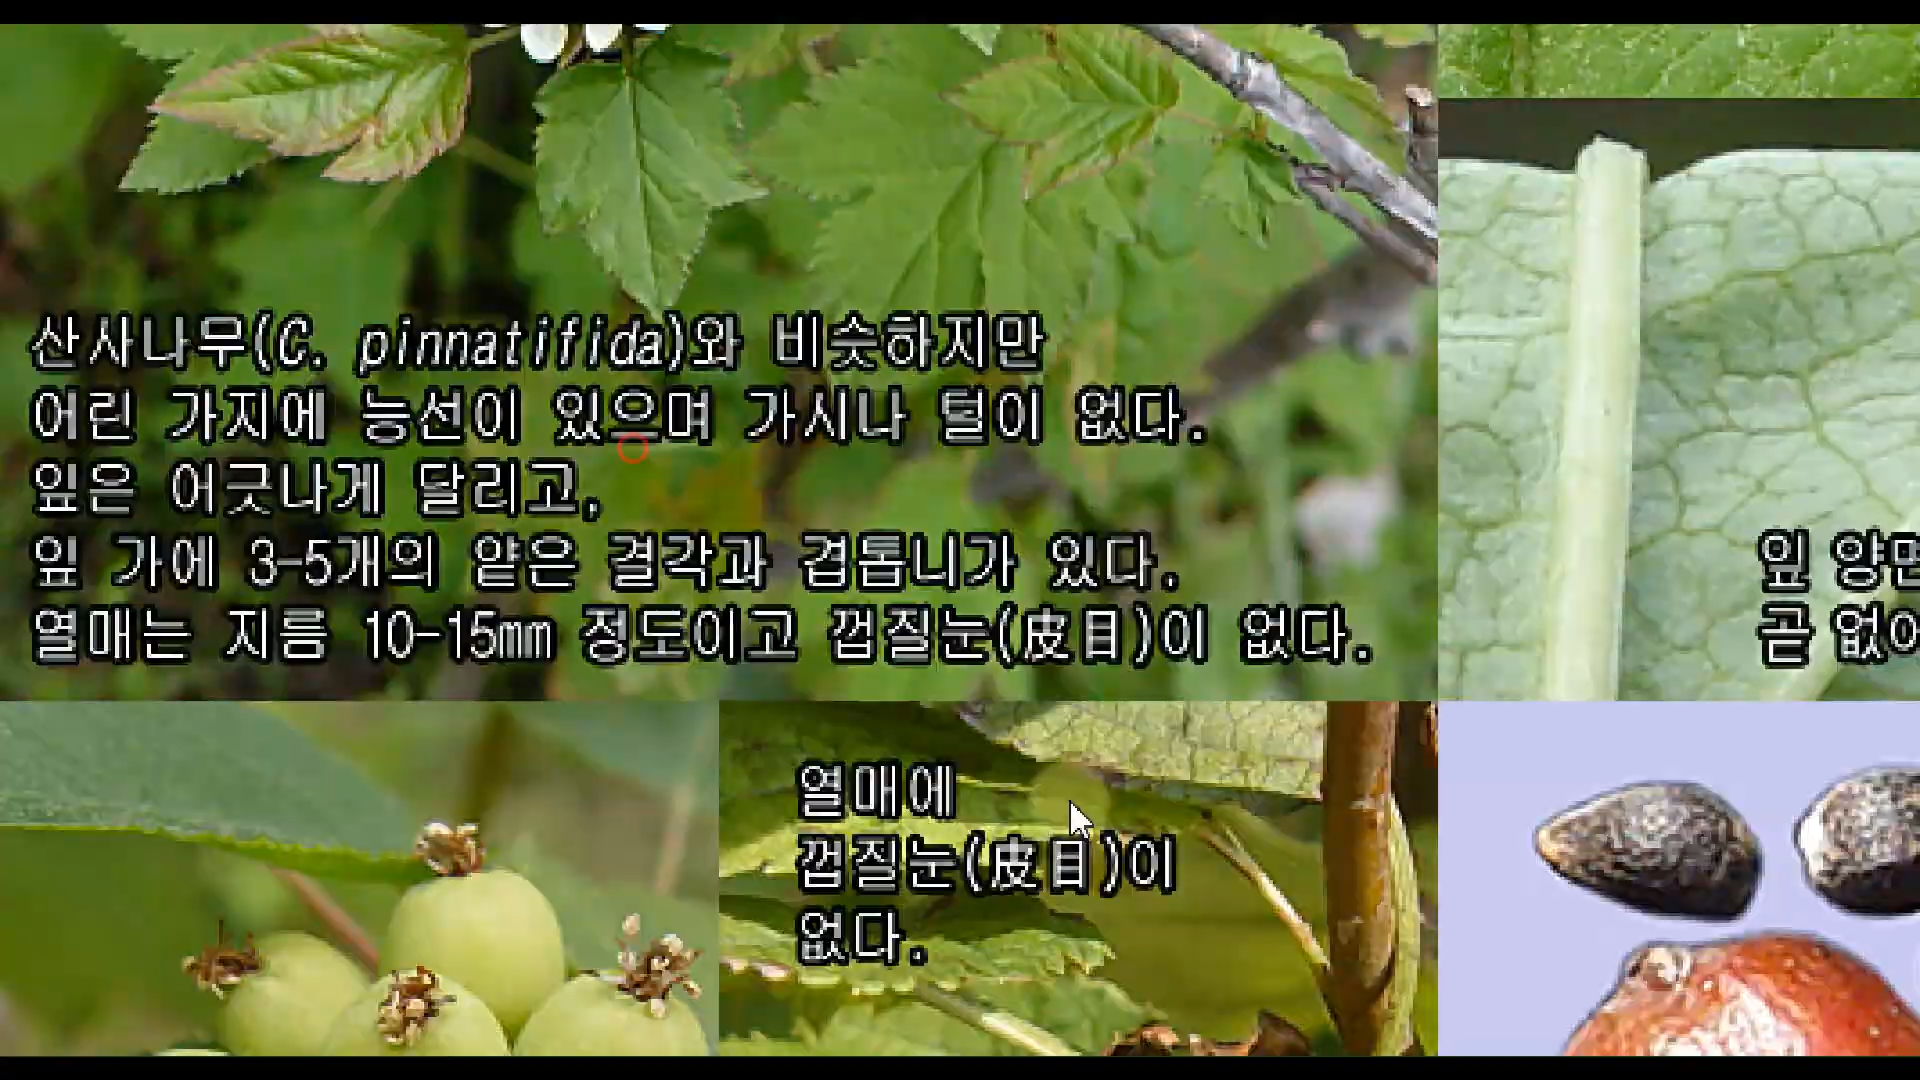 산사나무(C. pinnatifida)와 비슷하지만
어린 가지에 능선이 있으며 가시나 털이 없다.
잎은 어긋나게 달리고,
잎 가에 3-5개의 얕은 결각과 겹톱니가 있다.
열매는 지름 10-15mm 정도이고 껍질눈(皮目)이 없다.
잎
곧
열매에
껍질눈(皮目)이
없다.